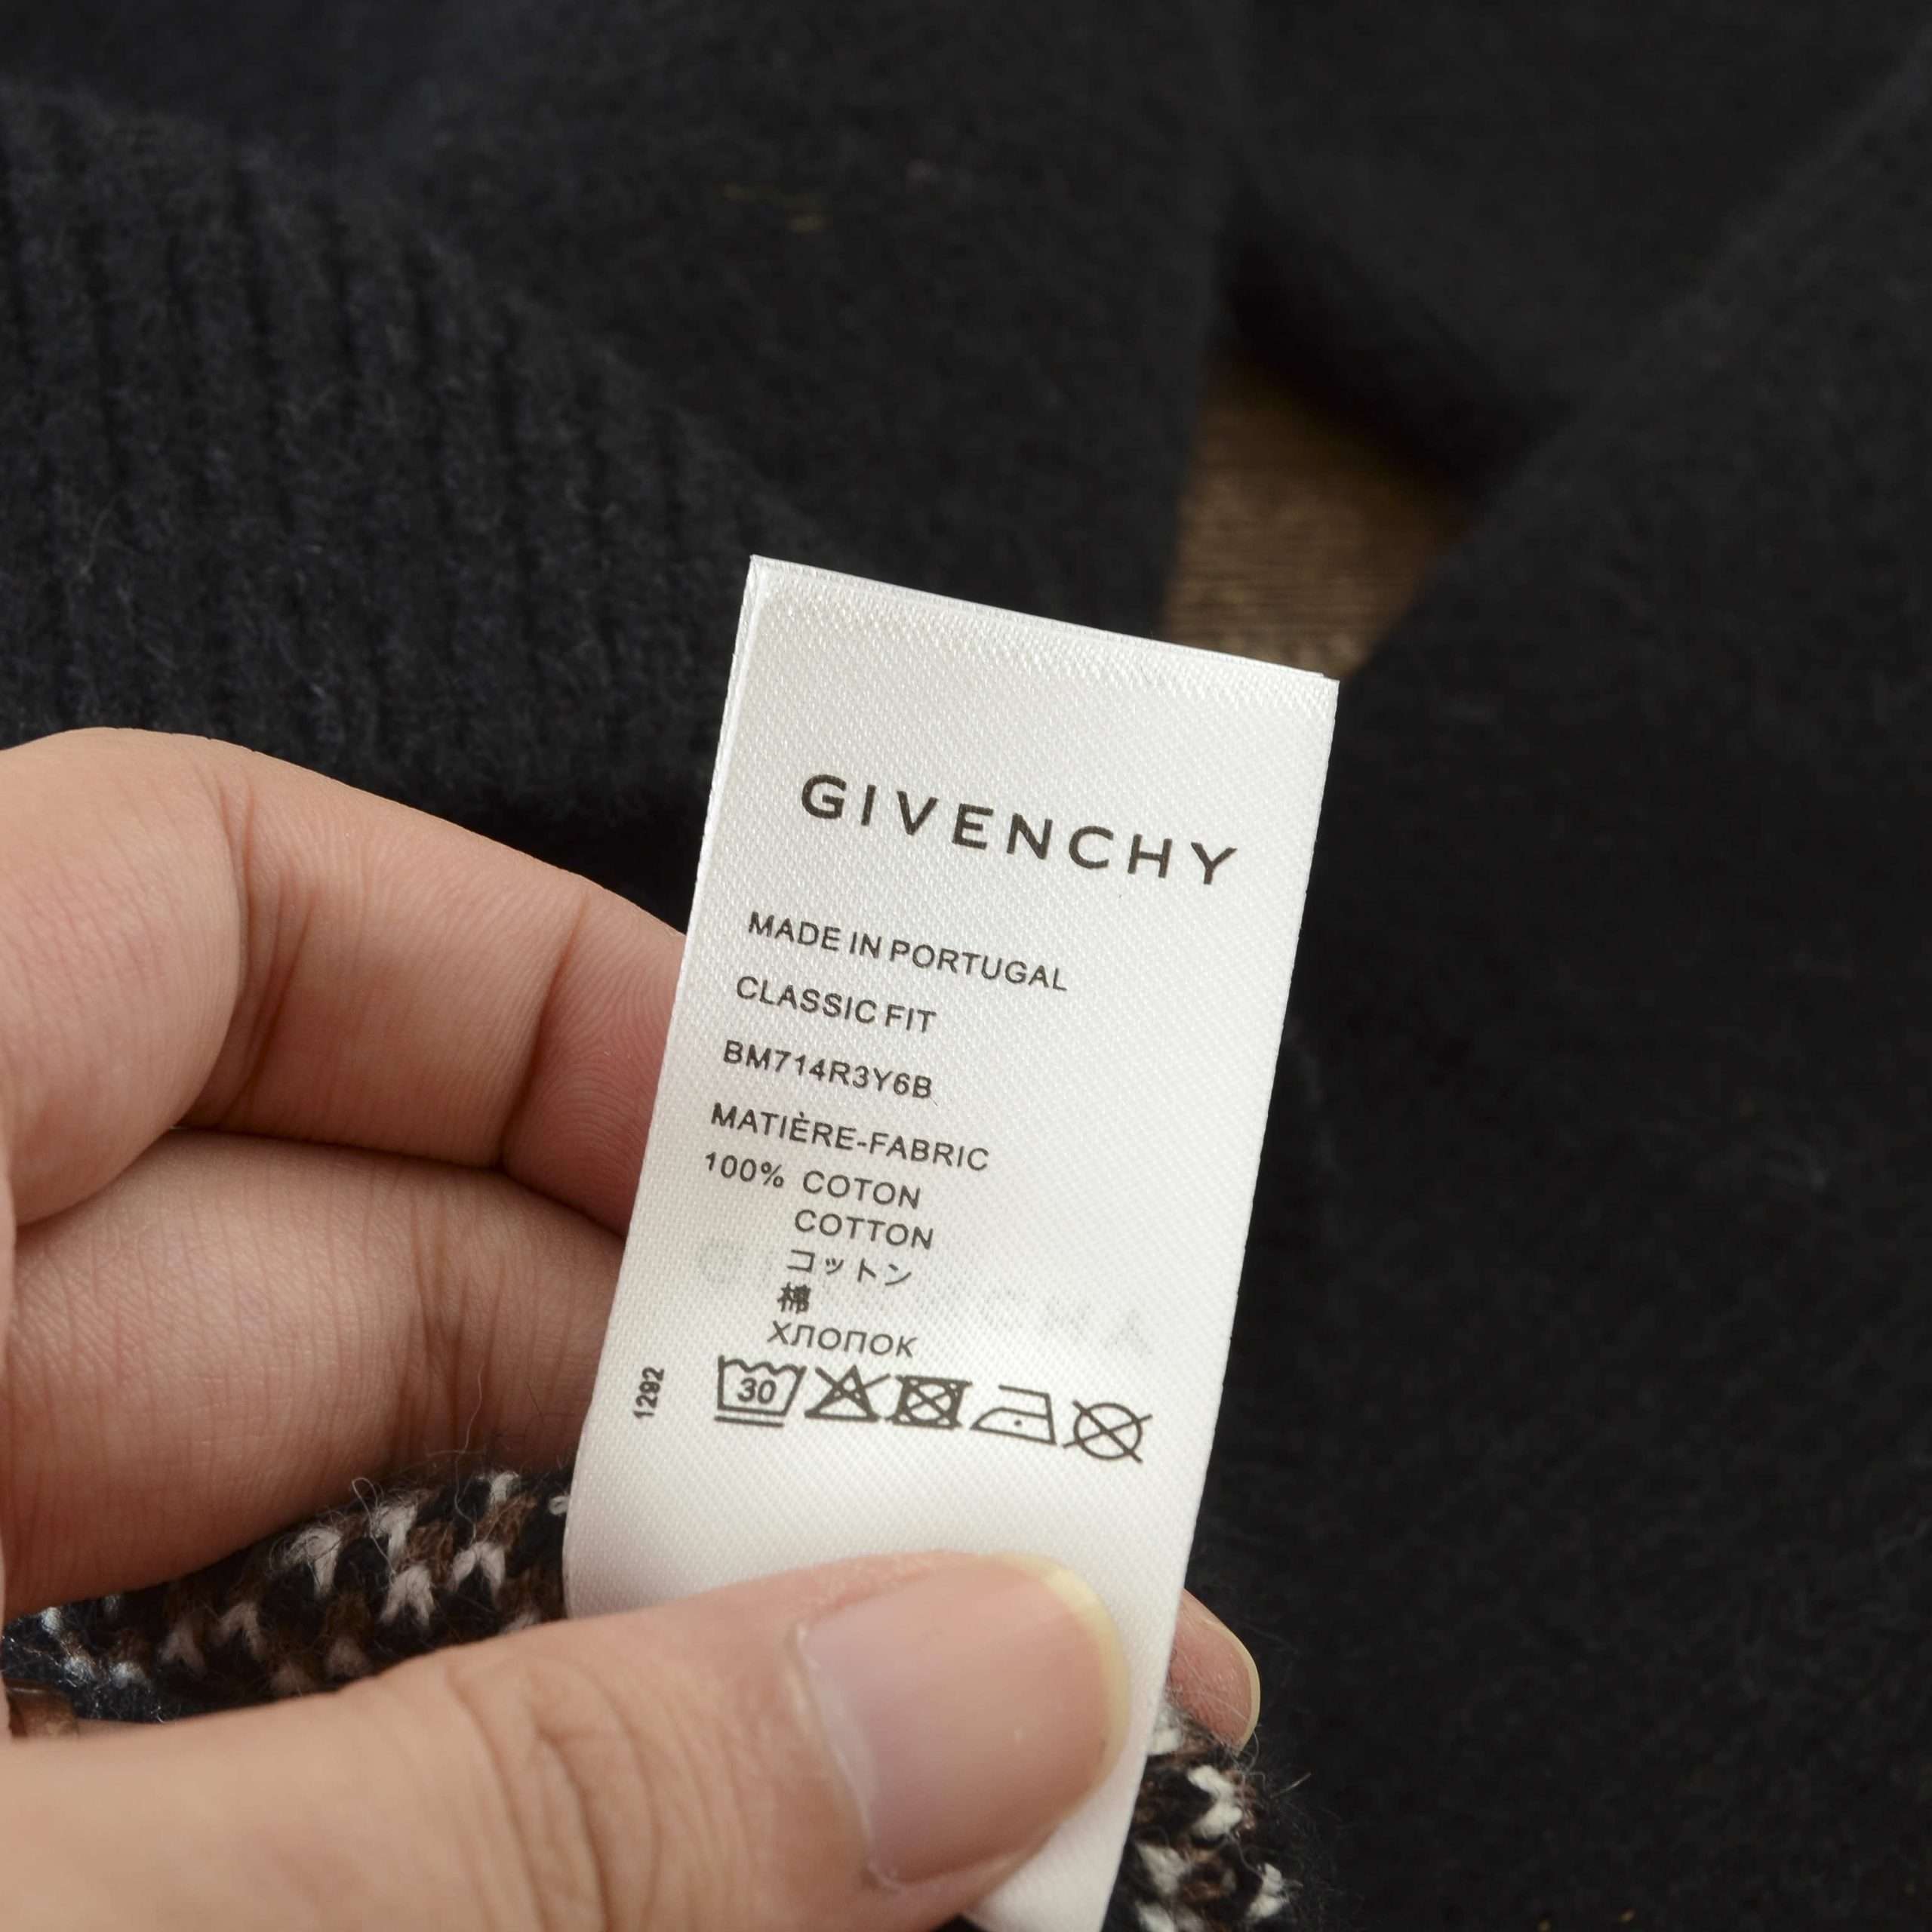 GIVENCHY
MADE IN PORTUGAL
CLASSIC FIT
BM714R3Y6B
MATIÈRE-FABRIC
100% COTON
COTTON
コットン
棉
ХЛОПОК
1292
30